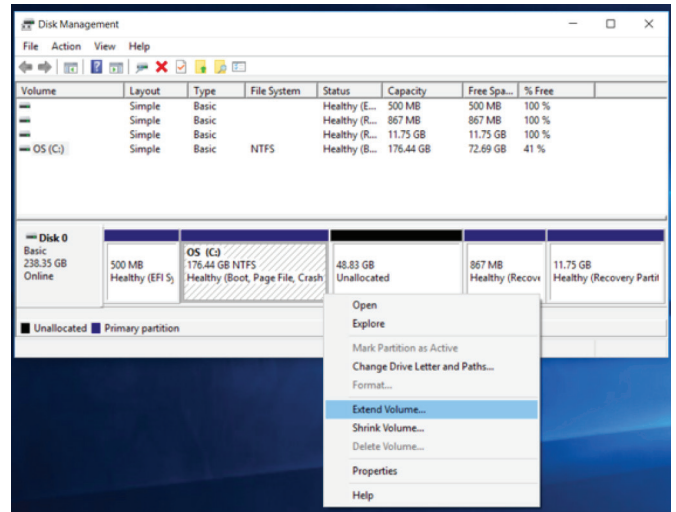 Disk Management
File Action View Help
Volume Layout Type File System Status Capacity Free Spa... % Free
Simple Basic Healthy (E... 500 MB 500 MB 100 %
Simple Basic Healthy (R... 867 MB 867 MB 100 %
Simple Basic Healthy (R... 11.75 GB 11.75 GB 100 %
OS (C:) Simple Basic NTFS Healthy (B... 176.44 GB 72.69 GB 41 %
Disk 0
Basic
238.35 GB
Online
500 MB
Healthy (EFI Sy
OS (C:)
176.44 GB NTFS
Healthy (Boot, Page File, Crash
48.83 GB
Unallocated
867 MB
Healthy (Recove
11.75 GB
Healthy (Recovery Partit
Unallocated Primary partition
Open
Explore
Mark Partition as Active
Change Drive Letter and Paths...
Format...
Extend Volume...
Shrink Volume...
Delete Volume...
Properties
Help